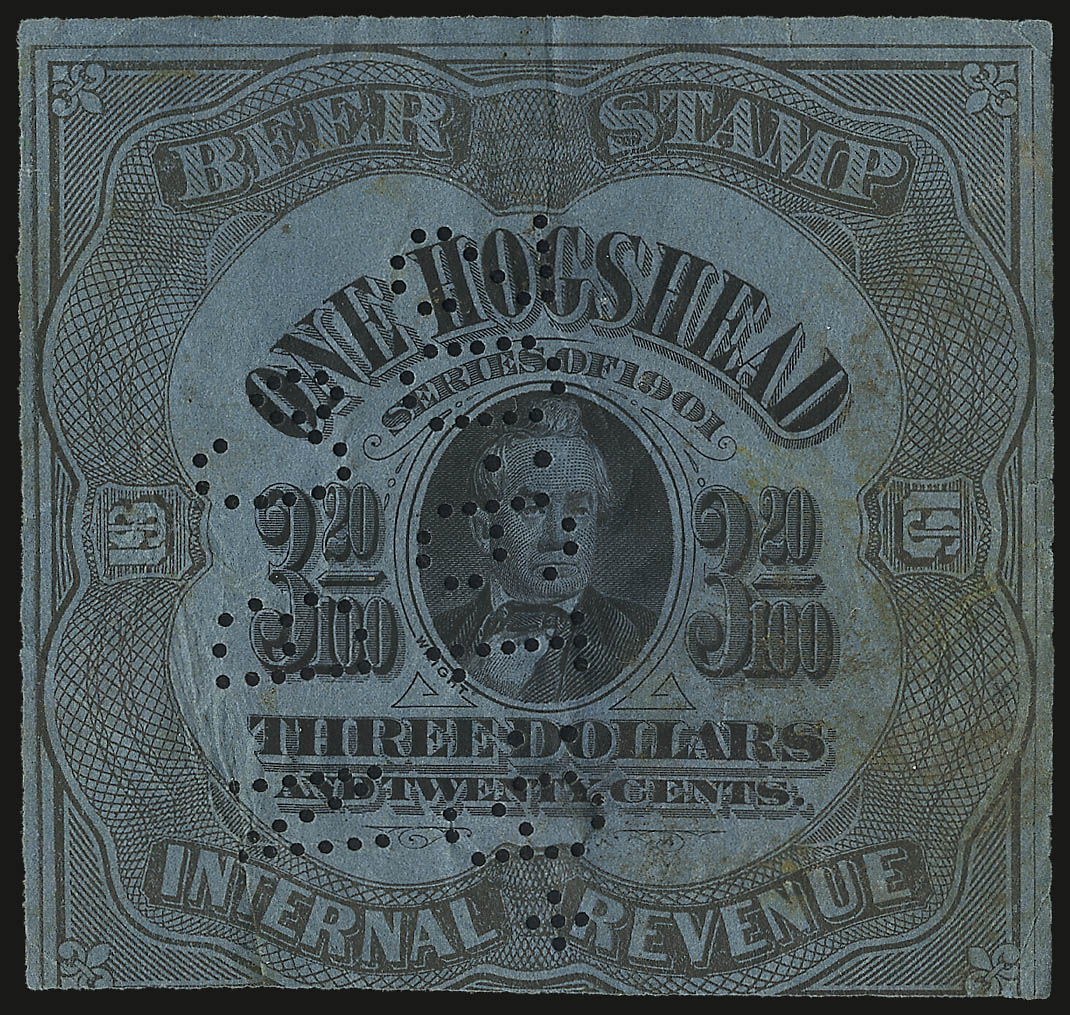 BEER STAMP
ONE HOGSHEAD
SERIES OF 1901
3 20/100
3 20/100
WRIGHT
THREE DOLLARS
AND TWENTY CENTS.
INTERNAL REVENUE